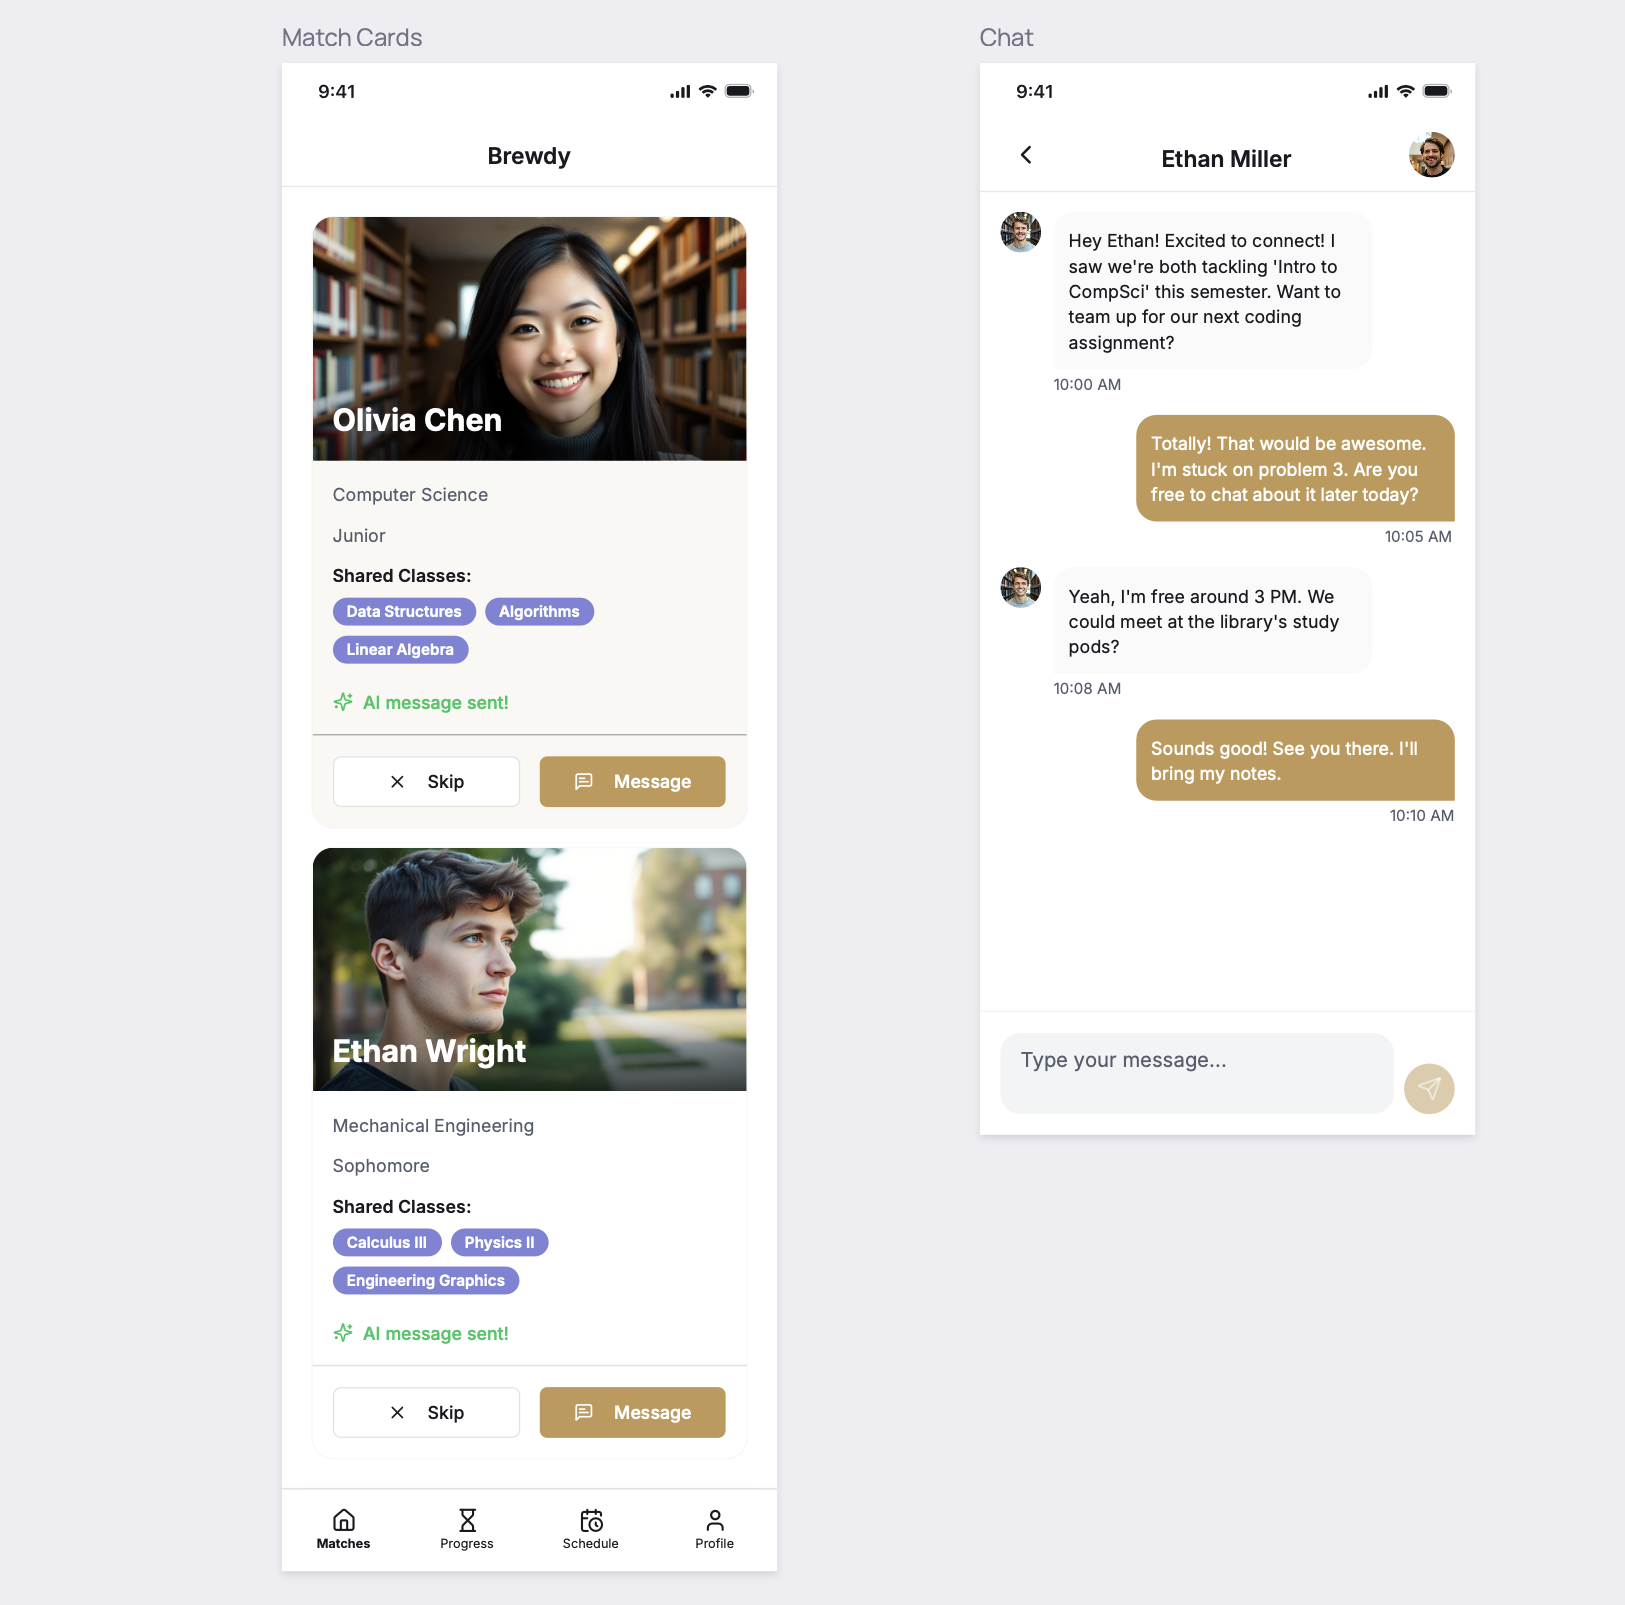 Match Cards
9:41
Brewdy
Olivia Chen
Computer Science
Junior
Shared Classes:
Data Structures
Algorithms
Linear Algebra
AI message sent!
Skip
Message
Ethan Wright
Mechanical Engineering
Sophomore
Shared Classes:
Calculus III
Physics II
Engineering Graphics
AI message sent!
Skip
Message
Matches
Progress
Schedule
Profile
Chat
9:41
Ethan Miller
Hey Ethan! Excited to connect! I
saw we're both tackling 'Intro to
CompSci' this semester. Want to
team up for our next coding
assignment?
10:00 AM
Totally! That would be awesome.
I'm stuck on problem 3. Are you
free to chat about it later today?
10:05 AM
Yeah, I'm free around 3 PM. We
could meet at the library's study
pods?
10:08 AM
Sounds good! See you there. I'll
bring my notes.
10:10 AM
Type your message...